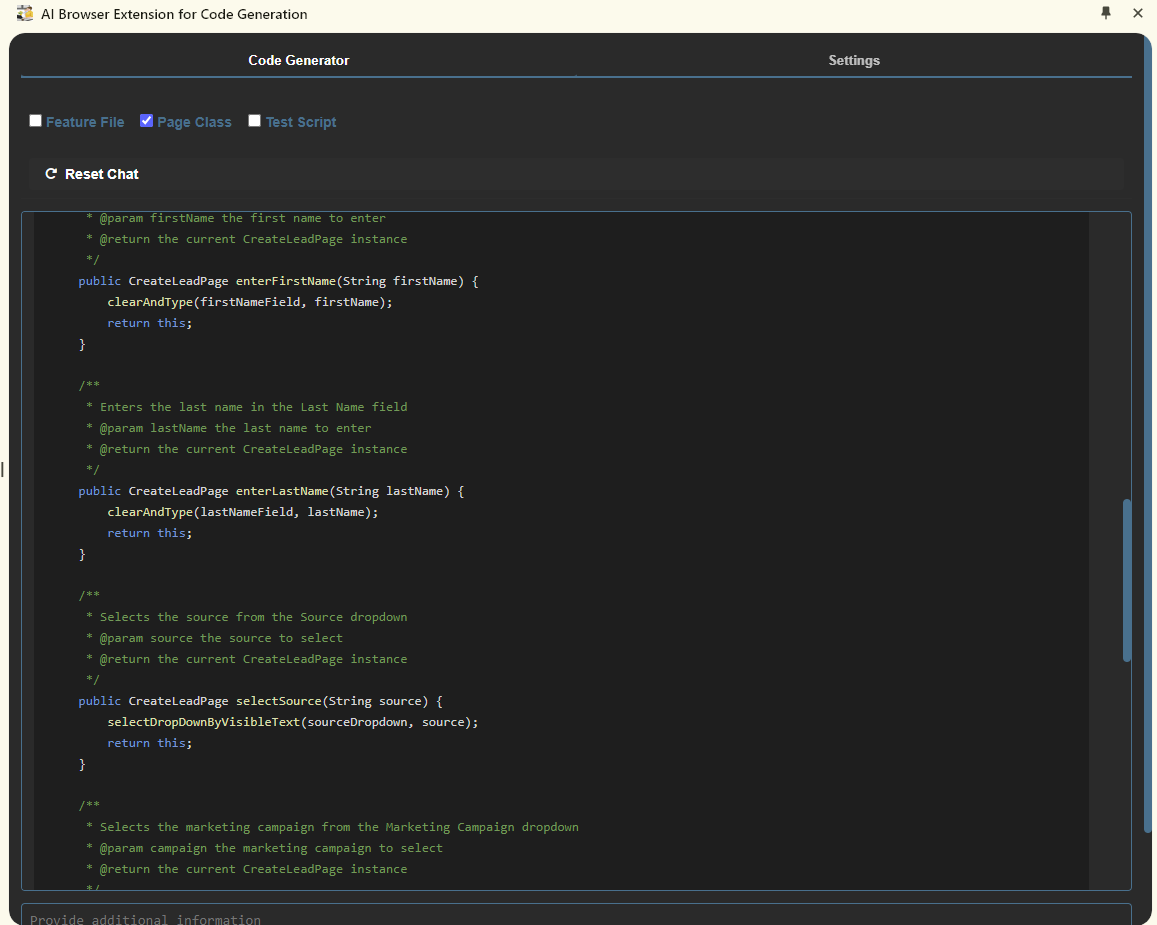 AI Browser Extension for Code Generation
Code Generator
Settings
Feature File
Page Class
Test Script
Reset Chat
* @param firstName the first name to enter
* @return the current CreateLeadPage instance
*/
public CreateLeadPage enterFirstName(String firstName) {
clearAndType(firstNameField, firstName);
return this;
}
/**
* Enters the last name in the Last Name field
* @param lastName the last name to enter
* @return the current CreateLeadPage instance
*/
public CreateLeadPage enterLastName(String lastName) {
clearAndType(lastNameField, lastName);
return this;
}
/**
* Selects the source from the Source dropdown
* @param source the source to select
* @return the current CreateLeadPage instance
*/
public CreateLeadPage selectSource(String source) {
selectDropDownByVisibleText(sourceDropdown, source);
return this;
}
/**
* Selects the marketing campaign from the Marketing Campaign dropdown
* @param campaign the marketing campaign to select
* @return the current CreateLeadPage instance
*/
Provide additional information